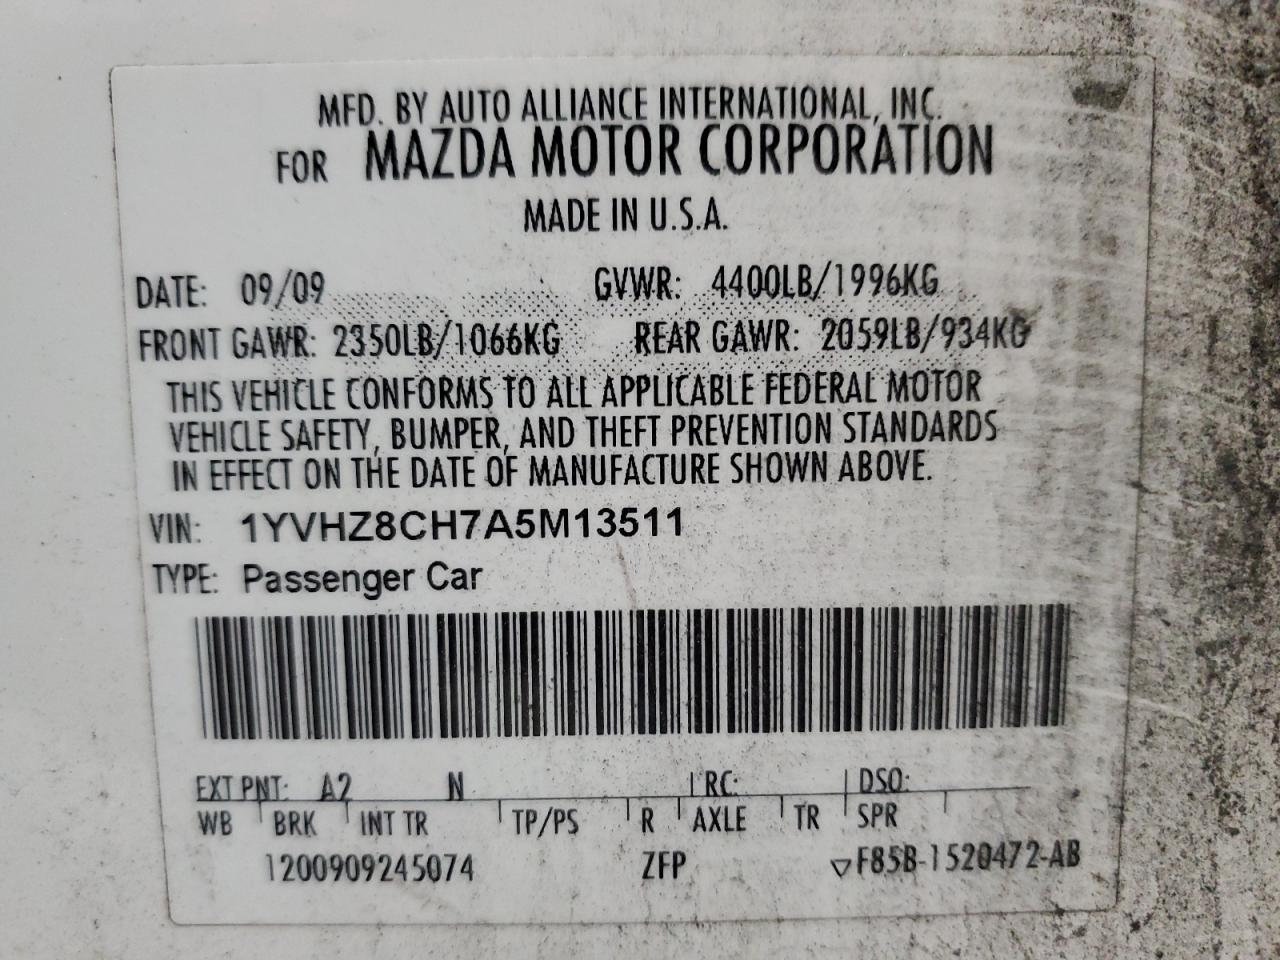 MFD. BY AUTO ALLIANCE INTERNATIONAL, INC.
FOR MAZDA MOTOR CORPORATION
MADE IN U.S.A.
DATE: 09/09 GVWR: 4400LB/1996KG
FRONT GAWR: 2350LB/1066KG REAR GAWR: 2059LB/934KG
THIS VEHICLE CONFORMS TO ALL APPLICABLE FEDERAL MOTOR
VEHICLE SAFETY, BUMPER, AND THEFT PREVENTION STANDARDS
IN EFFECT ON THE DATE OF MANUFACTURE SHOWN ABOVE.
VIN: 1YVHZ8CH7A5M13511
TYPE: Passenger Car
EXT PNT: A2 N RC: DSO:
WB BRK INT TR TP/PS R AXLE TR SPR
1200909245074 ZFP ▽F85B-1520472-AB